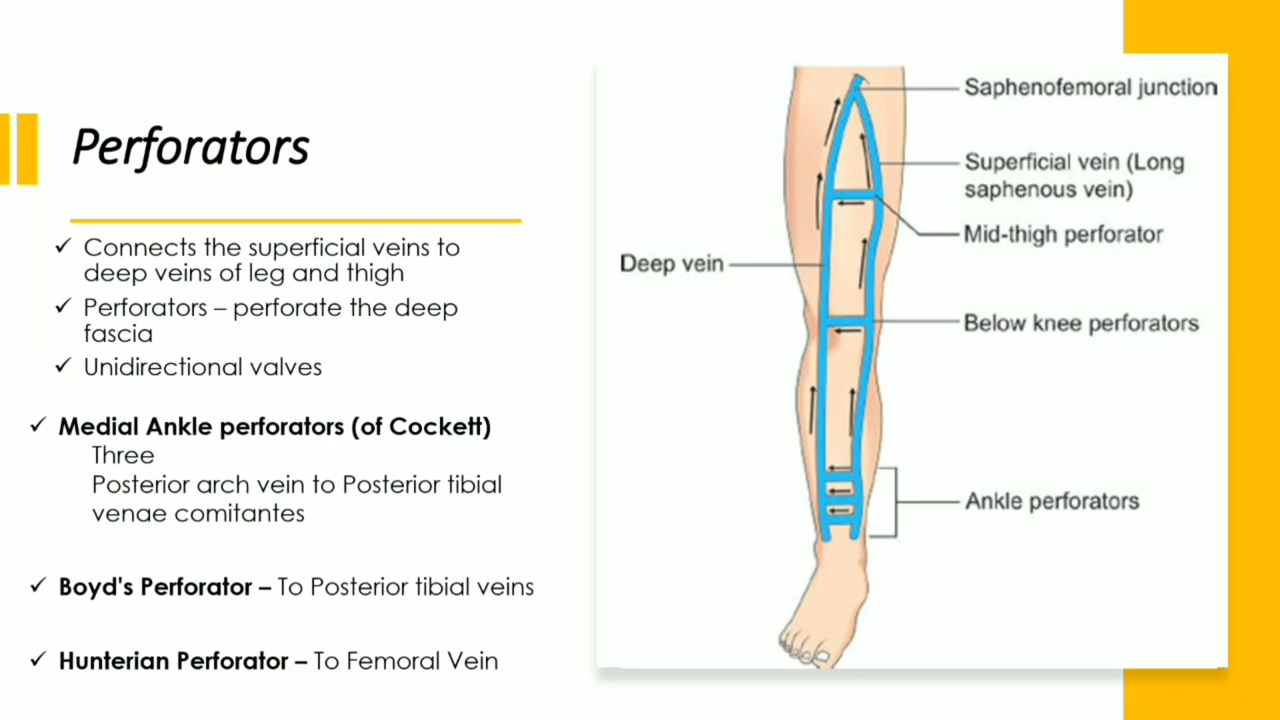 Perforators
✓ Connects the superficial veins to
deep veins of leg and thigh
✓ Perforators – perforate the deep
fascia
✓ Unidirectional valves
✓ Medial Ankle perforators (of Cockett)
Three
Posterior arch vein to Posterior tibial
venae comitantes
✓ Boyd's Perforator – To Posterior tibial veins
✓ Hunterian Perforator – To Femoral Vein
Saphenofemoral junction
Superficial vein (Long
saphenous vein)
Mid-thigh perforator
Deep vein
Below knee perforators
Ankle perforators